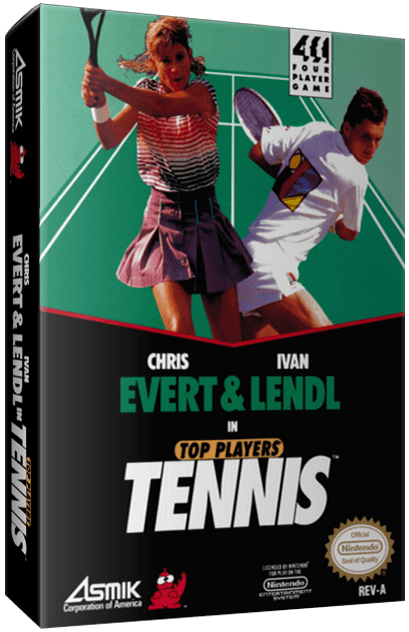 FOUR
PLAYER
GAME
CHRIS IVAN
EVERT & LENDL
IN
TOP PLAYERS
TENNIS™
ASMIK
Corporation of America
LICENSED BY NINTENDO®
FOR PLAY ON THE
Nintendo
ENTERTAINMENT
SYSTEM®
Official
Nintendo
Seal of Quality
REV-A
ASMIK
CHRIS IVAN
EVERT & LENDL IN
TOP PLAYERS
TENNIS